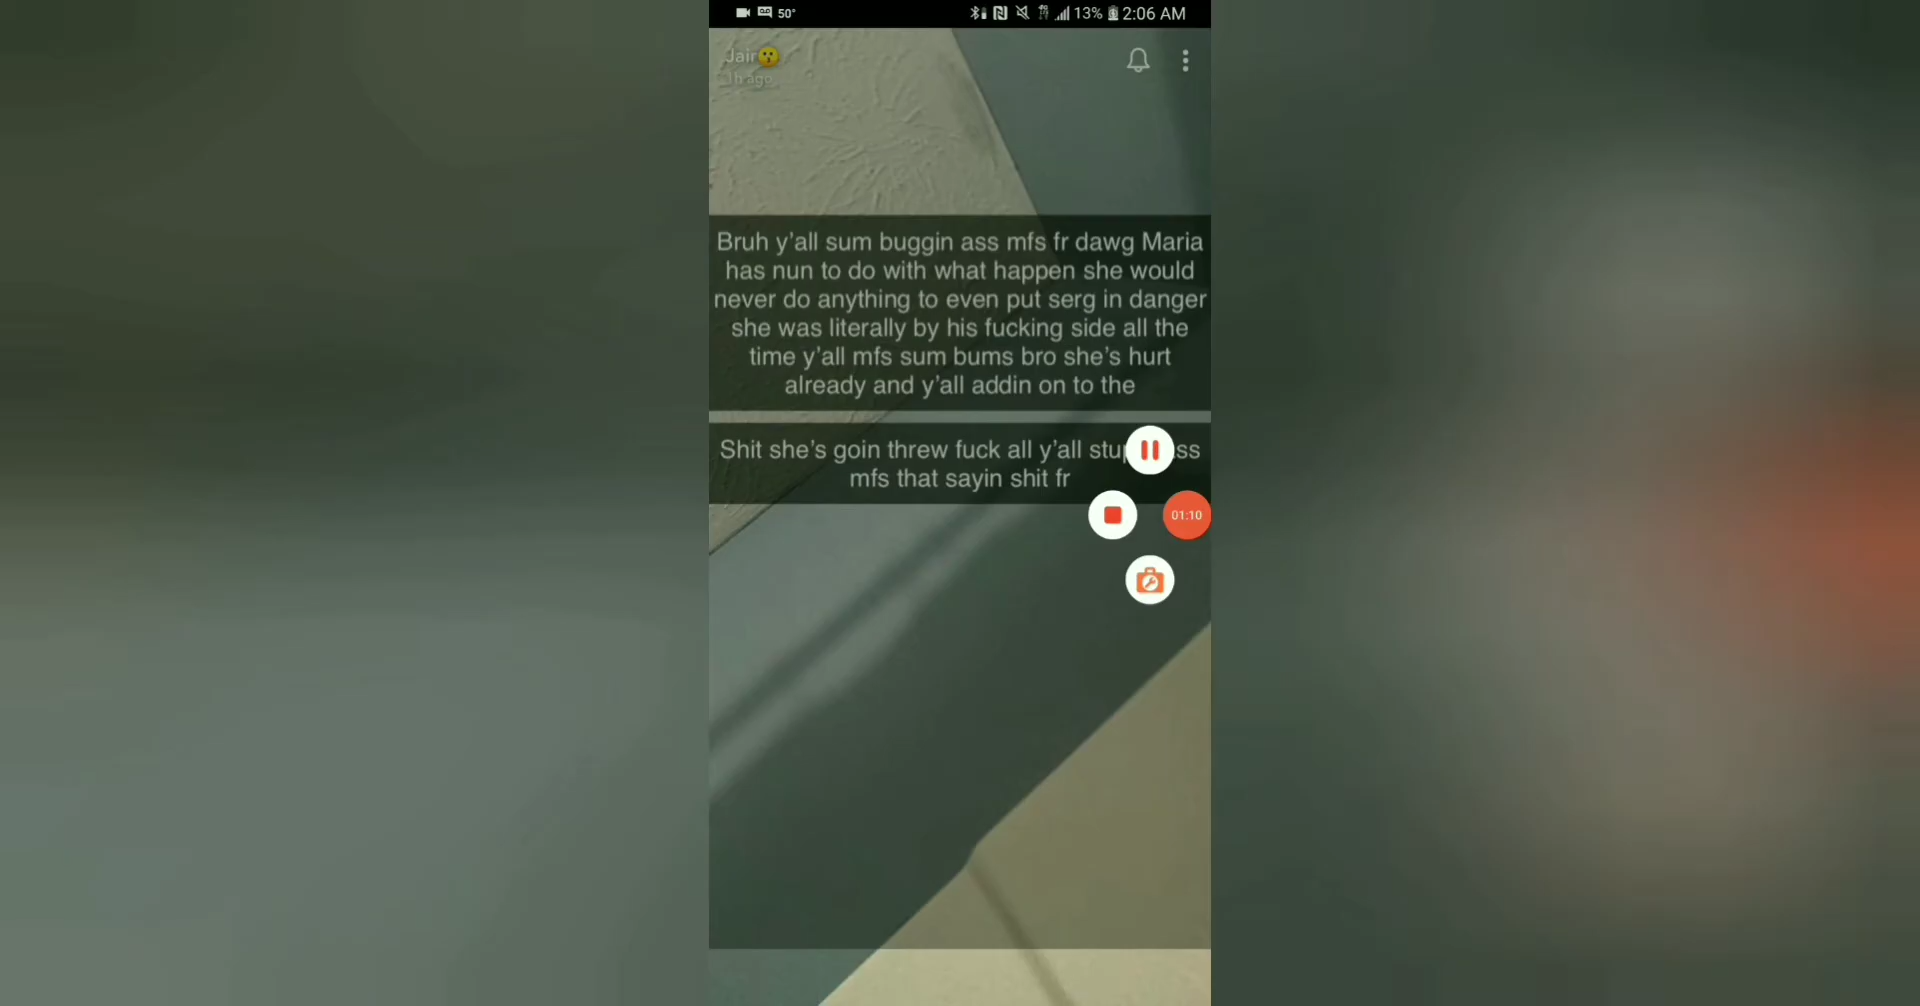 50°
13% 2:06 AM
Jair
1h ago
Bruh y'all sum buggin ass mfs fr dawg Maria
has nun to do with what happen she would
never do anything to even put serg in danger
she was literally by his fucking side all the
time y'all mfs sum bums bro she's hurt
already and y'all addin on to the
Shit she's goin threw fuck all y'all ss
mfs that sayin shit fr
01:10